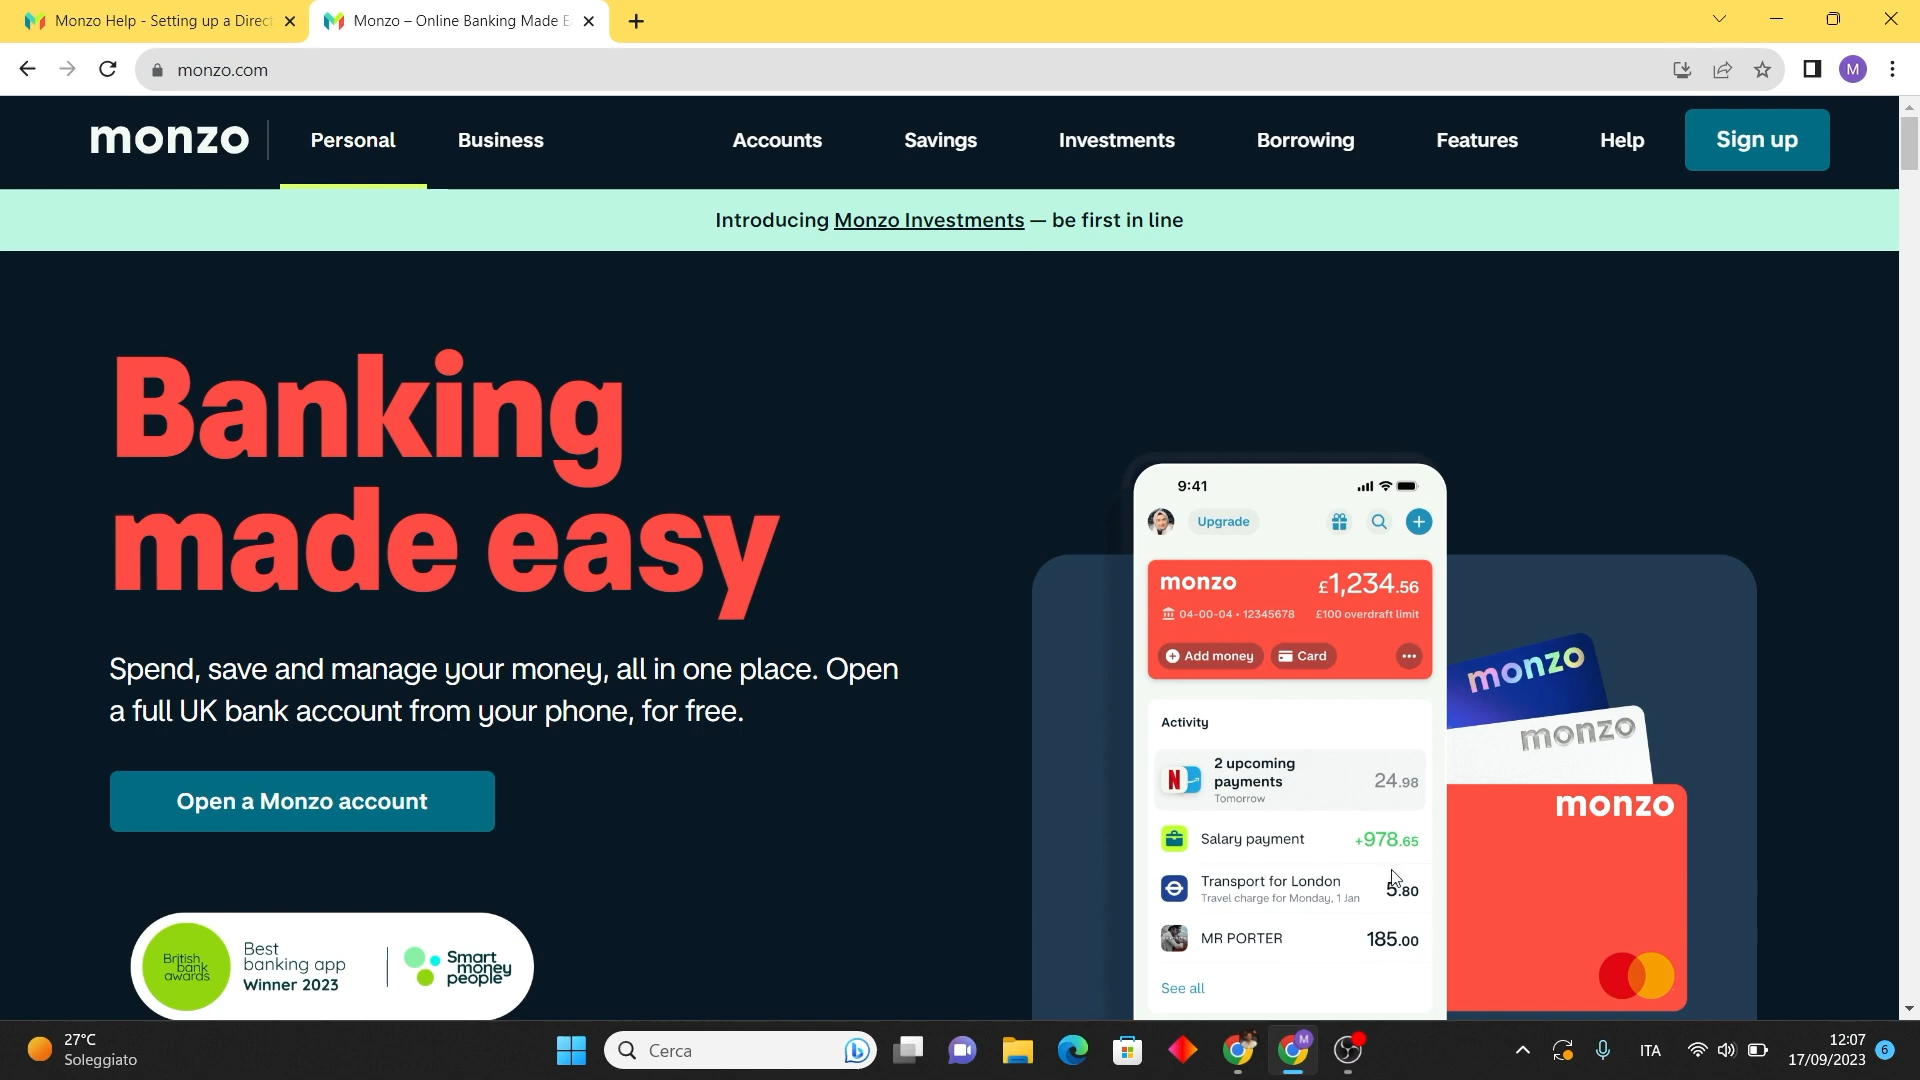 Monzo Help - Setting up a Direc
Monzo – Online Banking Made E
monzo.com
M
monzo
Personal
Business
Accounts
Savings
Investments
Borrowing
Features
Help
Sign up
Introducing Monzo Investments — be first in line
Banking
made easy
Spend, save and manage your money, all in one place. Open
a full UK bank account from your phone, for free.
Open a Monzo account
British
bank
awards
Best
banking app
Winner 2023
Smart
money
people
9:41
Upgrade
monzo
£1,234.56
04-00-04 • 12345678
£100 overdraft limit
Add money
Card
Activity
N
2 upcoming
payments
Tomorrow
24.98
Salary payment
+978.65
Transport for London
Travel charge for Monday, 1 Jan
5.80
MR PORTER
185.00
See all
monzo
monzo
monzo
27°C
Soleggiato
Cerca
M
ITA
12:07
17/09/2023
6